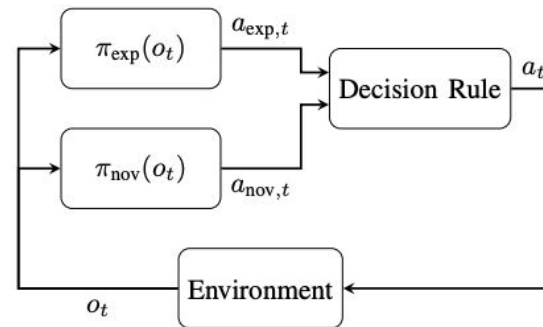 π_exp(o_t)
a_exp,t
Decision Rule
a_t
π_nov(o_t)
a_nov,t
Environment
o_t